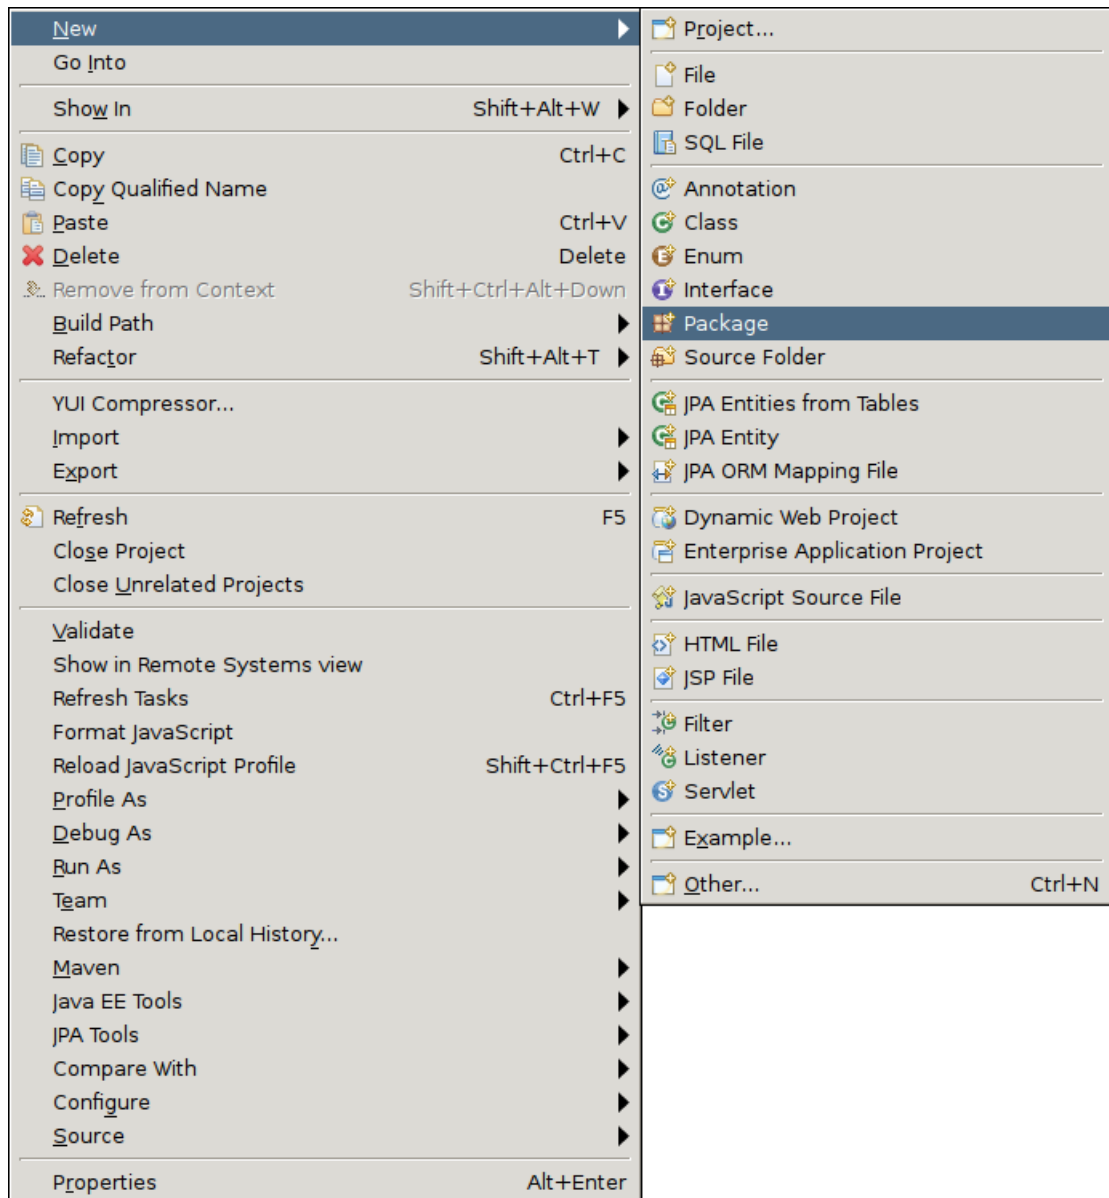 New
Go Into
Show In Shift+Alt+W
Copy Ctrl+C
Copy Qualified Name
Paste Ctrl+V
Delete Delete
Remove from Context Shift+Ctrl+Alt+Down
Build Path
Refactor Shift+Alt+T
YUI Compressor...
Import
Export
Refresh F5
Close Project
Close Unrelated Projects
Validate
Show in Remote Systems view
Refresh Tasks Ctrl+F5
Format JavaScript
Reload JavaScript Profile Shift+Ctrl+F5
Profile As
Debug As
Run As
Team
Restore from Local History...
Maven
Java EE Tools
JPA Tools
Compare With
Configure
Source
Properties Alt+Enter
Project...
File
Folder
SQL File
Annotation
Class
Enum
Interface
Package
Source Folder
JPA Entities from Tables
JPA Entity
JPA ORM Mapping File
Dynamic Web Project
Enterprise Application Project
JavaScript Source File
HTML File
JSP File
Filter
Listener
Servlet
Example...
Other... Ctrl+N